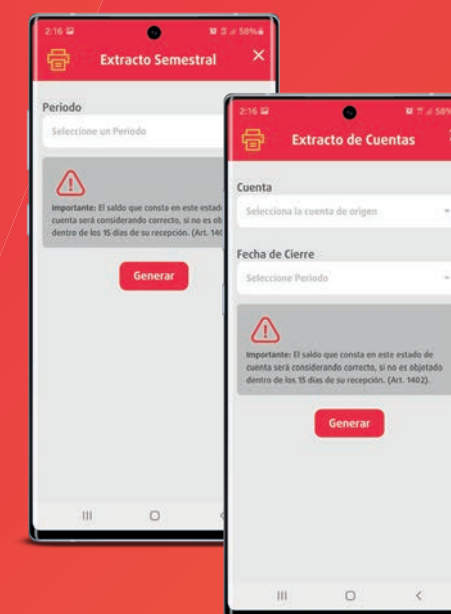 2:16
58%
Extracto Semestral
Periodo
Seleccione un Periodo
Importante: El saldo que consta en este
cuenta será considerando correcto, si no es
dentro de los 15 días de su recepción. (Art.
Generar
2:16
58%
Extracto de Cuentas
Cuenta
Selecciona la cuenta de origen
Fecha de Cierre
Seleccione Periodo
Importante: El saldo que consta en este estado de
cuenta será considerando correcto, si no es objetado
dentro de los 15 días de su recepción. (Art. 1402).
Generar